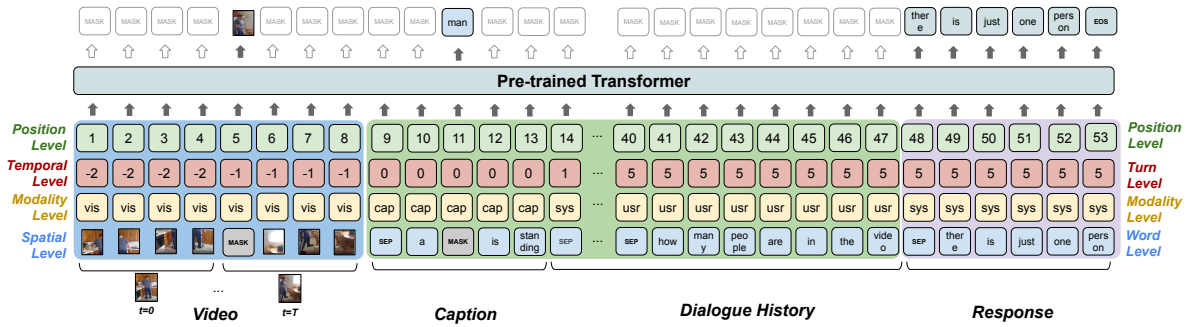 MASK MASK MASK MASK MASK MASK MASK MASK MASK man MASK MASK MASK MASK MASK MASK MASK MASK MASK MASK MASK ther e is just one pers on EOS
Pre-trained Transformer
Position Level 1 2 3 4 5 6 7 8 9 10 11 12 13 14 ... 40 41 42 43 44 45 46 47 48 49 50 51 52 53 Position Level
Temporal Level -2 -2 -2 -2 -1 -1 -1 -1 0 0 0 0 0 1 ... 5 5 5 5 5 5 5 5 5 5 5 5 5 5 Turn Level
Modality Level vis vis vis vis vis vis vis vis cap cap cap cap cap sys ... usr usr usr usr usr usr usr usr sys sys sys sys sys sys Modality Level
Spatial Level MASK SEP a MASK is stan ding SEP ... SEP how man y peo ple are in the vide o SEP ther e is just one pers on Word Level
t=0 ... t=T
Video Caption Dialogue History Response